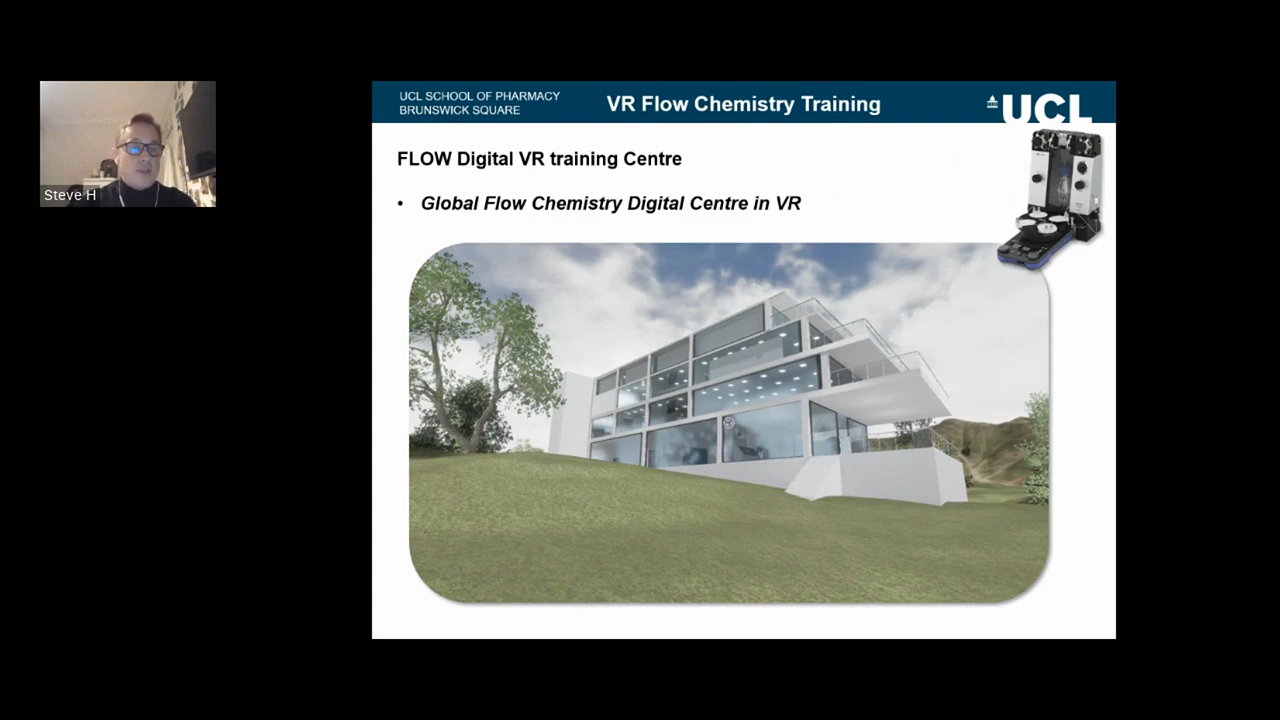 UCL SCHOOL OF PHARMACY
BRUNSWICK SQUARE
VR Flow Chemistry Training
UCL
FLOW Digital VR training Centre
• Global Flow Chemistry Digital Centre in VR
Steve H